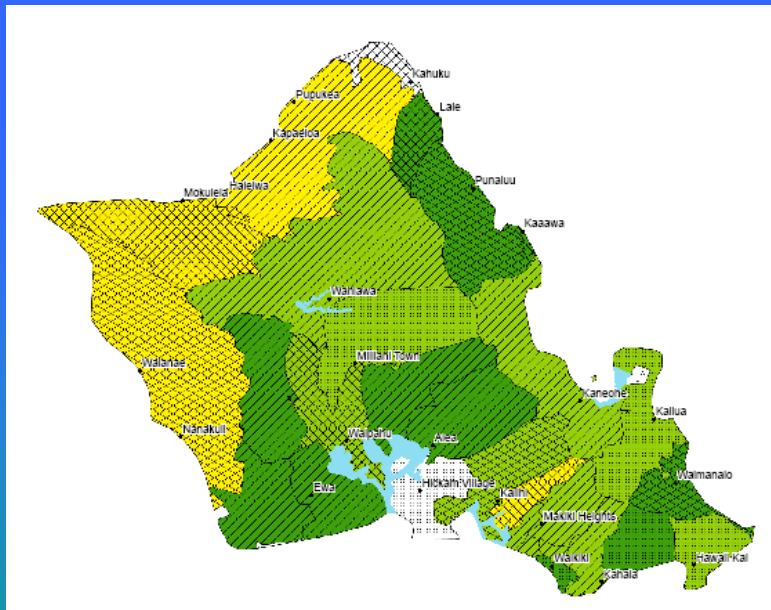 Kahuku
Pupukea
Laie
Kapaeloa
Haleiwa
Mokuleia
Punaluu
Kaaawa
Wahiawa
Mililani Town
Waianae
Kaneohe
Kailua
Nanakuli
Waipahu
Aiea
Waimanalo
Ewa
Hickam Village
Kalihi
Makiki Heights
Waikiki
Hawaii Kai
Kahala